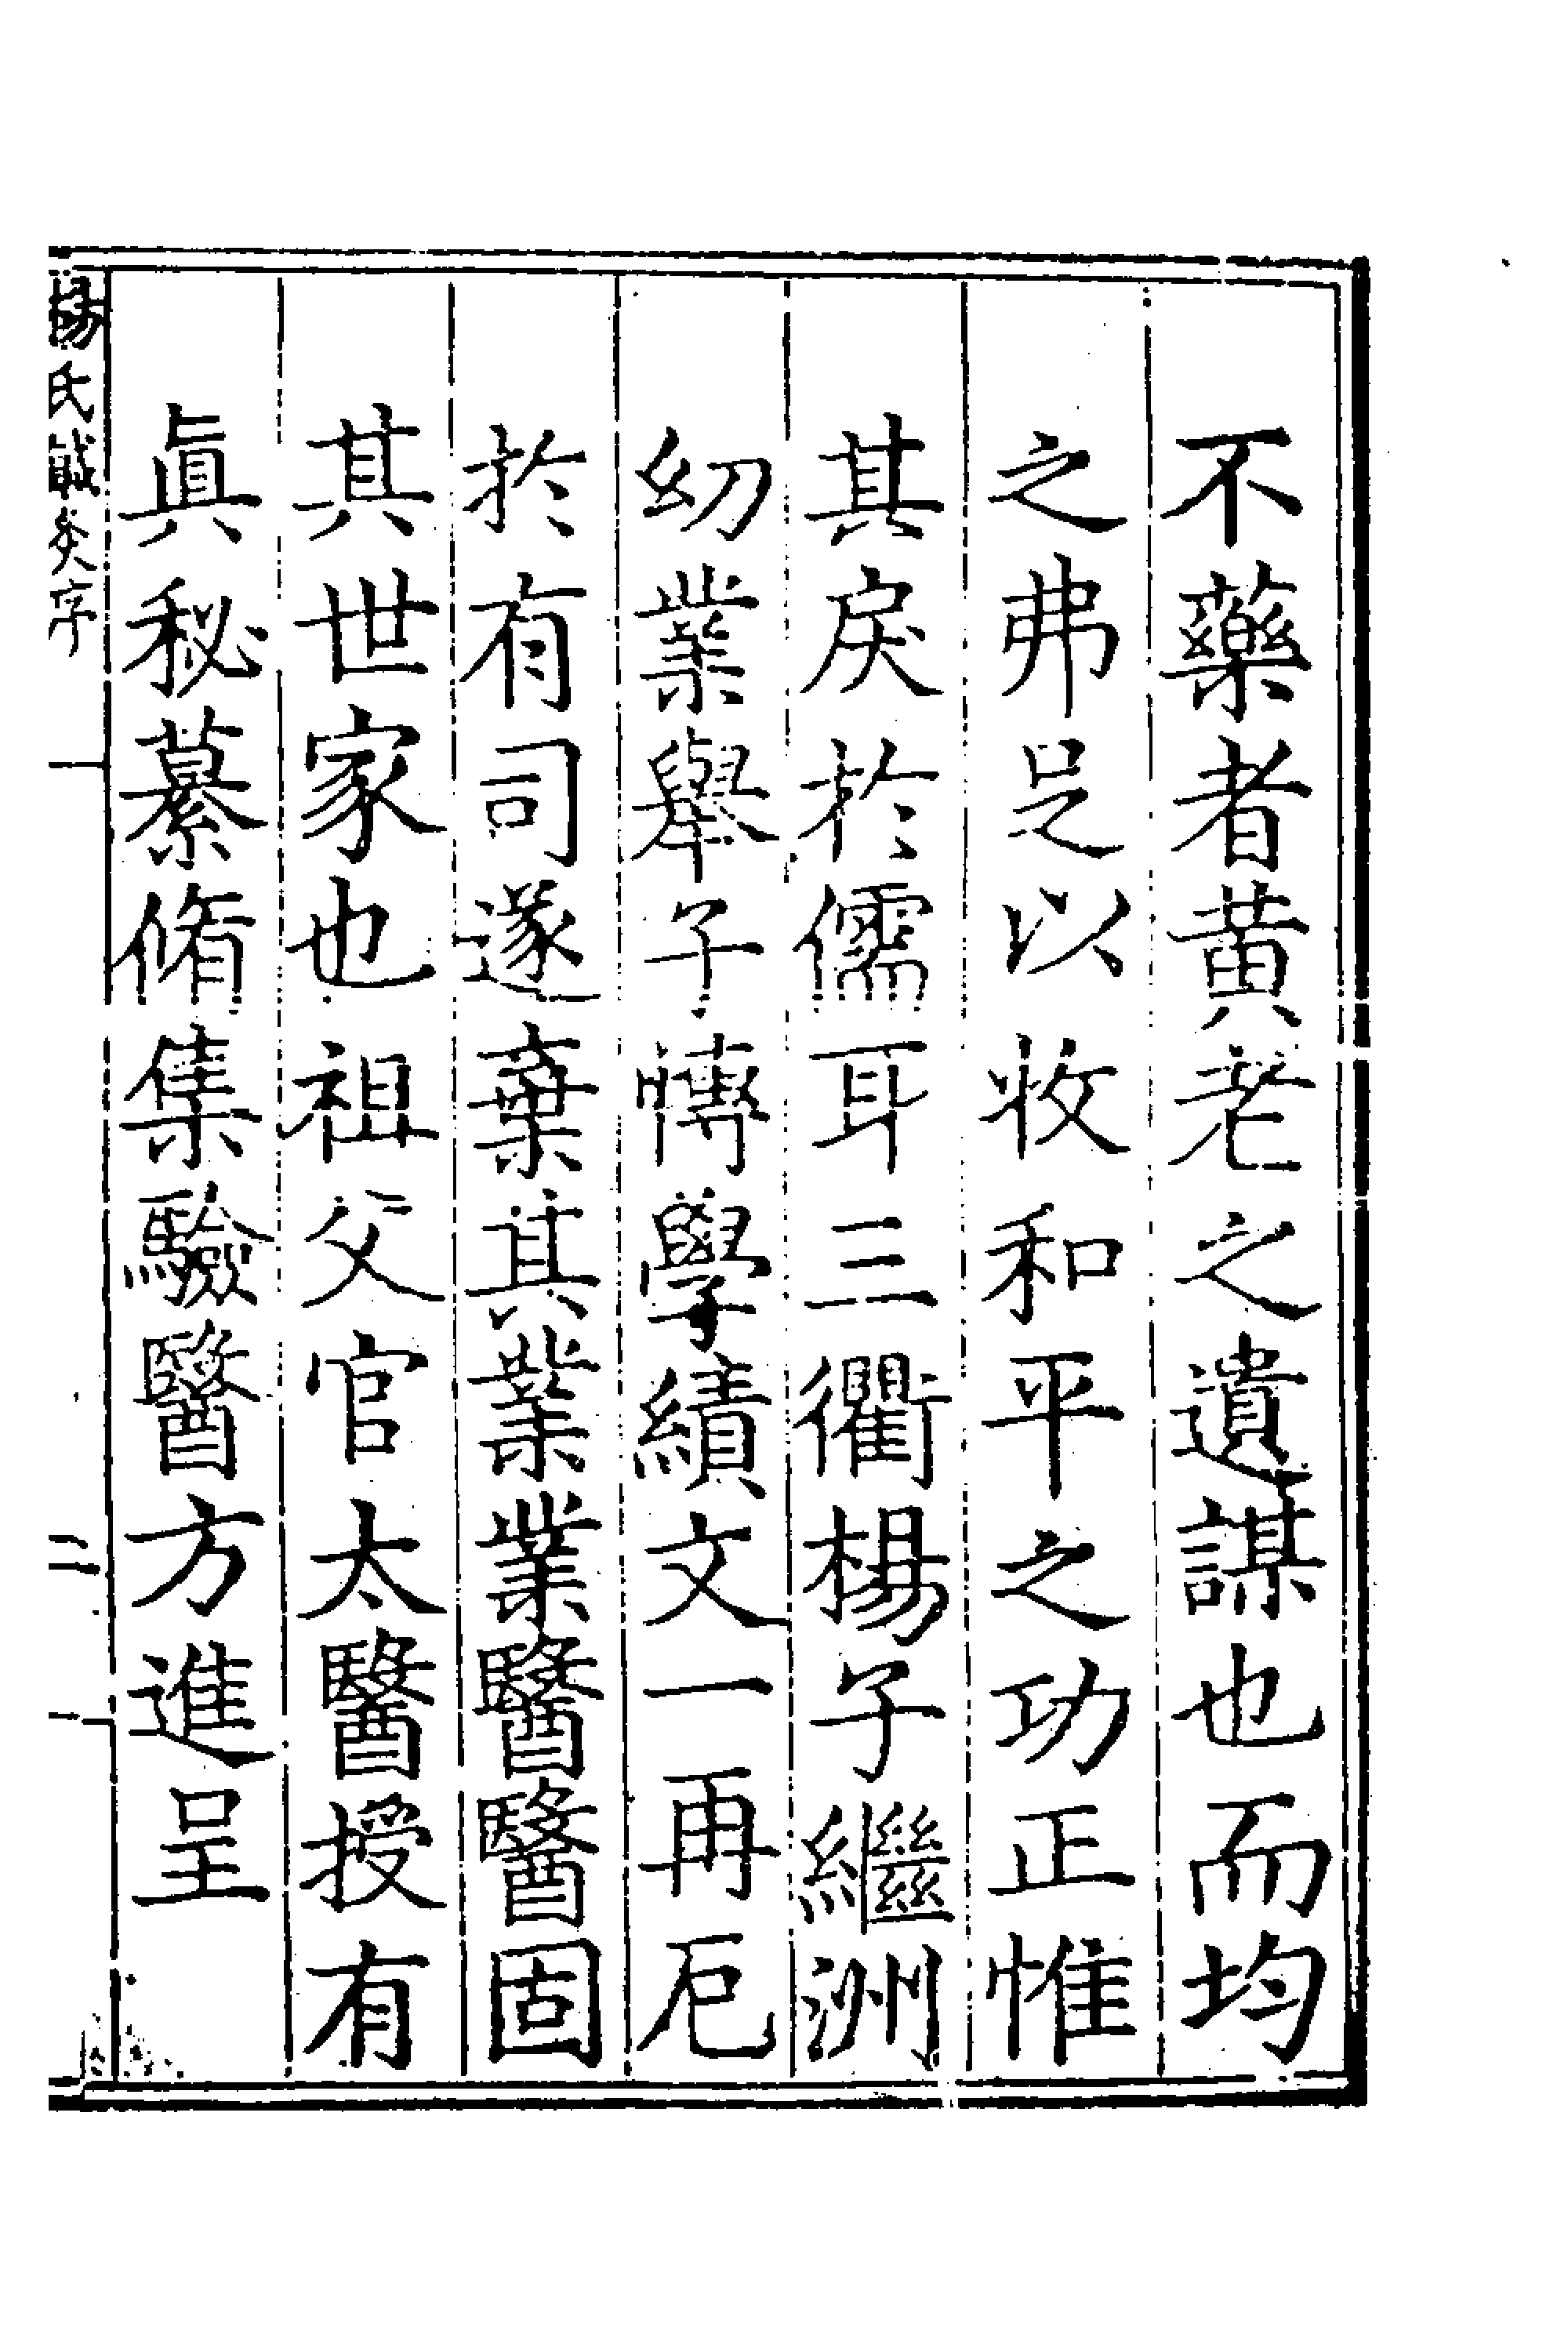 不藥者黃老之遺謀也而均
之弗足以收和平之功正惟
其戾於儒耳三衢楊子繼洲
幼業舉子愽學績文一再厄
於有司遂棄其業業醫醫固
其世家也祖父官太醫授有
眞秘纂脩集驗醫方進呈
楊氏鍼灸序
二